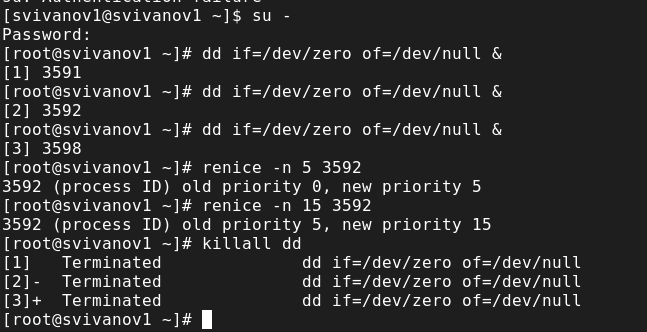 su: Authentication failure
[svivanov1@svivanov1 ~]$ su -
Password:
[root@svivanov1 ~]# dd if=/dev/zero of=/dev/null &
[1] 3591
[root@svivanov1 ~]# dd if=/dev/zero of=/dev/null &
[2] 3592
[root@svivanov1 ~]# dd if=/dev/zero of=/dev/null &
[3] 3598
[root@svivanov1 ~]# renice -n 5 3592
3592 (process ID) old priority 0, new priority 5
[root@svivanov1 ~]# renice -n 15 3592
3592 (process ID) old priority 5, new priority 15
[root@svivanov1 ~]# killall dd
[1]   Terminated              dd if=/dev/zero of=/dev/null
[2]-  Terminated              dd if=/dev/zero of=/dev/null
[3]+  Terminated              dd if=/dev/zero of=/dev/null
[root@svivanov1 ~]#